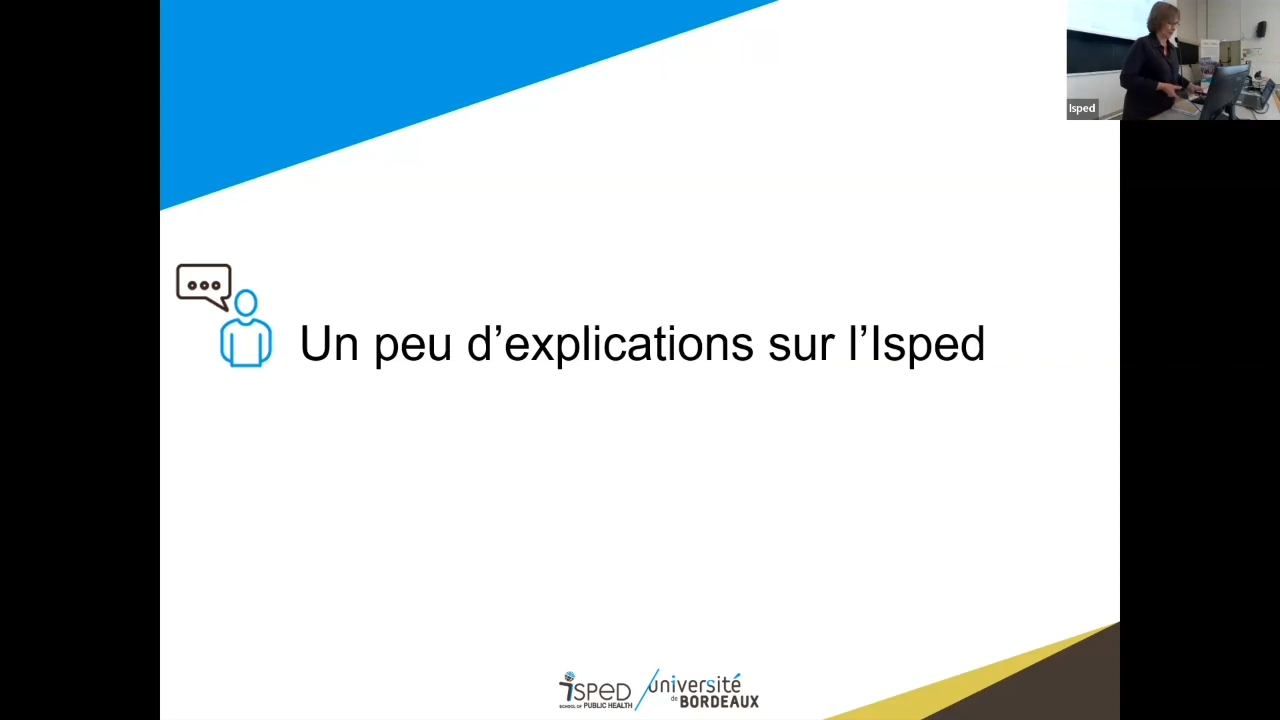 Isped
Un peu d’explications sur l’Isped
ISPED
SCHOOL OF PUBLIC HEALTH
université
de BORDEAUX